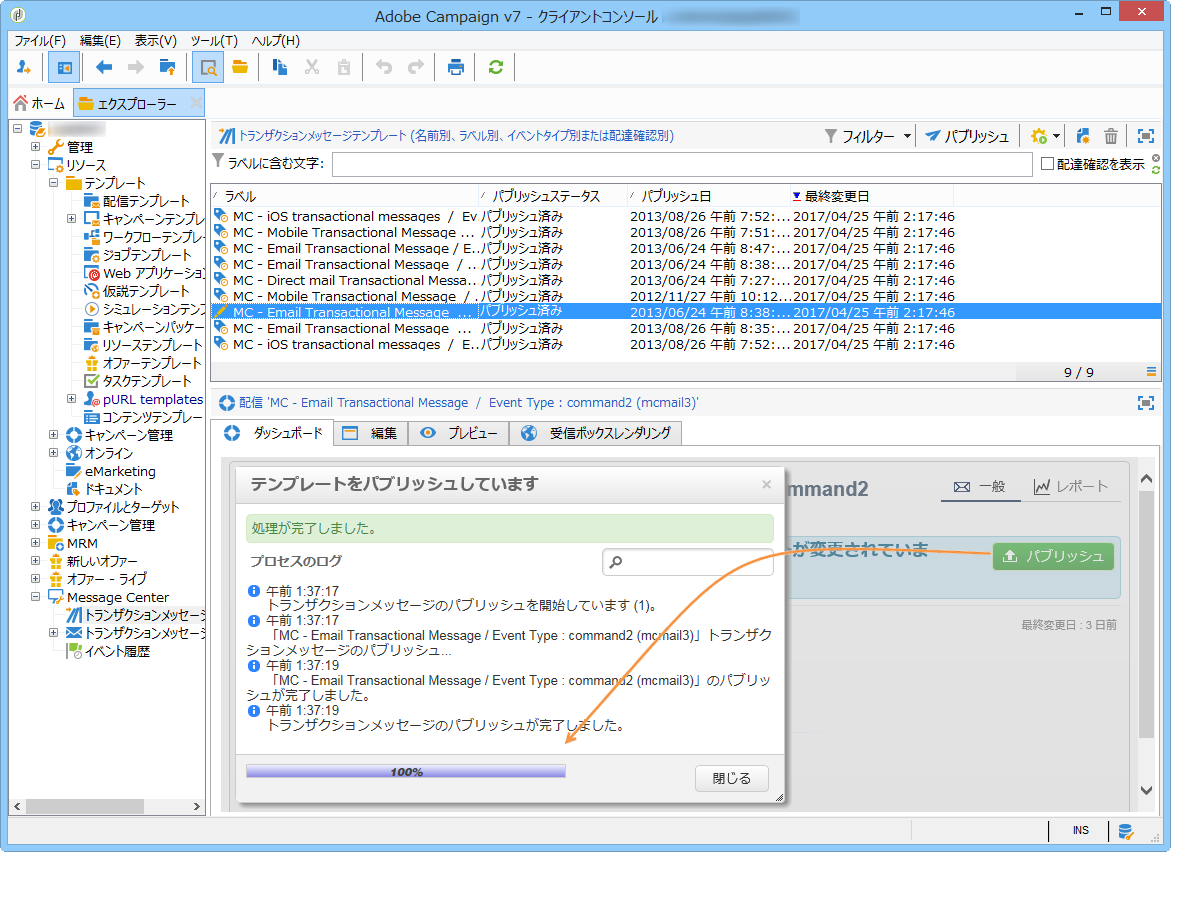 Adobe Campaign v7 - クライアントコンソール
ファイル(F) 編集(E) 表示(V) ツール(T) ヘルプ(H)
ホーム エクスプローラー
管理
リソース
テンプレート
配信テンプレート
キャンペーンテンプレ
ワークフローテンプレー
ジョブテンプレート
Web アプリケーション
仮説テンプレート
シミュレーションテンプ
キャンペーンパッケー
リソーステンプレート
オファーテンプレート
タスクテンプレート
pURL templates
コンテンツテンプレー
キャンペーン管理
オンライン
eMarketing
ドキュメント
プロファイルとターゲット
キャンペーン管理
MRM
新しいオファー
オファー - ライブ
Message Center
トランザクションメッセージ
トランザクションメッセージ
イベント履歴
トランザクションメッセージテンプレート (名前別、ラベル別、イベントタイプ別または配達確認別) フィルター パブリッシュ
ラベルに含む文字: 配達確認を表示
ラベル パブリッシュステータス パブリッシュ日 最終変更日
MC - iOS transactional messages / Ev パブリッシュ済み 2013/08/26 午前 7:52:... 2017/04/25 午前 2:17:46
MC - Mobile Transactional Message ... パブリッシュ済み 2013/08/26 午前 7:51:... 2017/04/25 午前 2:17:46
MC - Email Transactional Message / E... パブリッシュ済み 2013/06/24 午前 8:47:... 2017/04/25 午前 2:17:46
MC - Email Transactional Message / ... パブリッシュ済み 2013/06/24 午前 8:38:... 2017/04/25 午前 2:17:46
MC - Direct mail Transactional Messa... パブリッシュ済み 2013/06/24 午前 7:27:... 2017/04/25 午前 2:17:46
MC - Mobile Transactional Message / ... パブリッシュ済み 2012/11/27 午前 10:12... 2017/04/25 午前 2:17:46
MC - Email Transactional Message ... パブリッシュ済み 2013/06/24 午前 8:38:... 2017/04/25 午前 2:17:46
MC - Email Transactional Message ... パブリッシュ済み 2013/08/26 午前 8:35:... 2017/04/25 午前 2:17:46
MC - iOS transactional messages / E... パブリッシュ済み 2013/08/26 午前 7:52:... 2017/04/25 午前 2:17:46
9 / 9
配信 'MC - Email Transactional Message / Event Type : command2 (mcmail3)'
ダッシュボード 編集 プレビュー 受信ボックスレンダリング
mmand2 一般 レポート
が変更されていま パブリッシュ
最終変更日 : 3 日前
テンプレートをパブリッシュしています ×
処理が完了しました。
プロセスのログ
午前 1:37:17
トランザクションメッセージのパブリッシュを開始しています (1)。
午前 1:37:17
「MC - Email Transactional Message / Event Type : command2 (mcmail3)」トランザ
クションメッセージのパブリッシュ...
午前 1:37:19
「MC - Email Transactional Message / Event Type : command2 (mcmail3)」のパブリッ
シュが完了しました。
午前 1:37:19
トランザクションメッセージのパブリッシュが完了しました。
100%
閉じる
INS